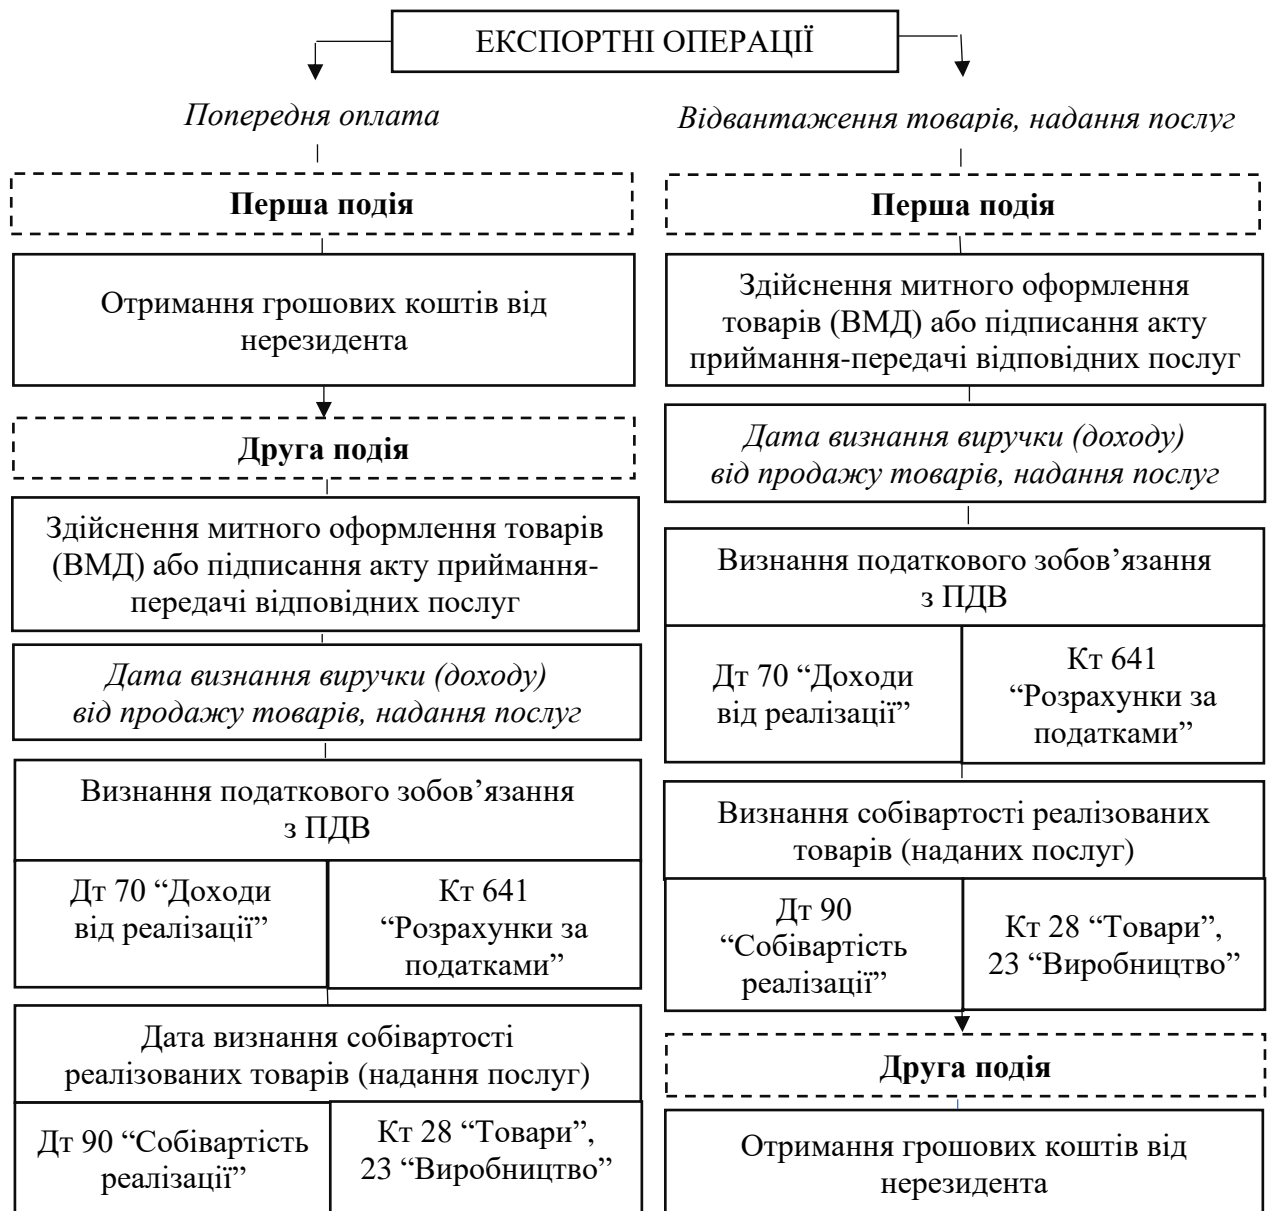 ЕКСПОРТНІ ОПЕРАЦІЇ
Попередня оплата
Перша подія
Отримання грошових коштів від
нерезидента
Друга подія
Здійснення митного оформлення товарів
(ВМД) або підписання акту приймання-
передачі відповідних послуг
Дата визнання виручки (доходу)
від продажу товарів, надання послуг
Визнання податкового зобов’язання
з ПДВ
Дт 70 “Доходи
від реалізації”
Кт 641
“Розрахунки за
податками”
Дата визнання собівартості
реалізованих товарів (надання послуг)
Дт 90 “Собівартість
реалізації”
Кт 28 “Товари”,
23 “Виробництво”
Відвантаження товарів, надання послуг
Перша подія
Здійснення митного оформлення
товарів (ВМД) або підписання акту
приймання-передачі відповідних послуг
Дата визнання виручки (доходу)
від продажу товарів, надання послуг
Визнання податкового зобов’язання
з ПДВ
Дт 70 “Доходи
від реалізації”
Кт 641
“Розрахунки за
податками”
Визнання собівартості реалізованих
товарів (наданих послуг)
Дт 90
“Собівартість
реалізації”
Кт 28 “Товари”,
23 “Виробництво”
Друга подія
Отримання грошових коштів від
нерезидента